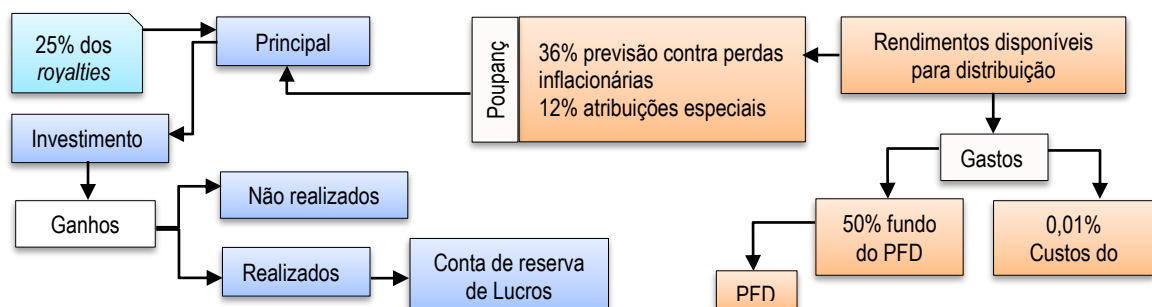 25% dos
royalties
Principal
Poupanç
36% previsão contra perdas
inflacionárias
12% atribuições especiais
Rendimentos disponíveis
para distribuição
Investimento
Gastos
Ganhos
Não realizados
Realizados
Conta de reserva
de Lucros
50% fundo
do PFD
0,01%
Custos do
PFD